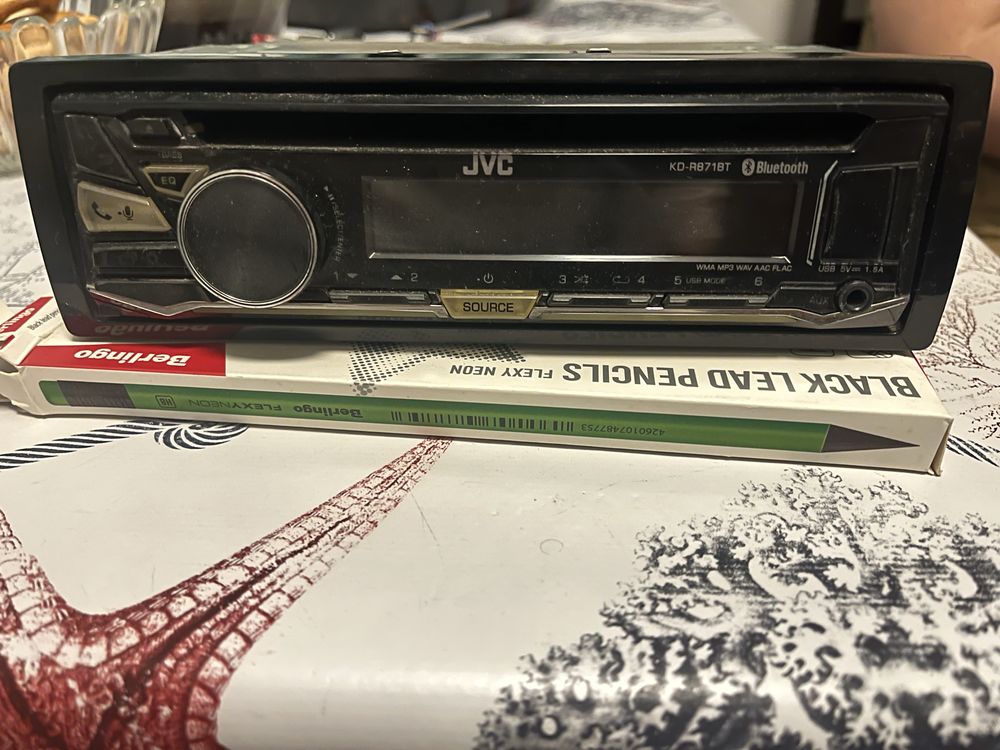 JVC
KD-R871BT Bluetooth
EQ
WMA MP3 WAV AAC FLAC
USB 5V 1.5A
1 2 3 4 5 USB MODE 6
SOURCE
AUX
Berlingo
BLACK LEAD PENCILS FLEXY NEON
HB FLEXYNEON Berlingo 4260107487753